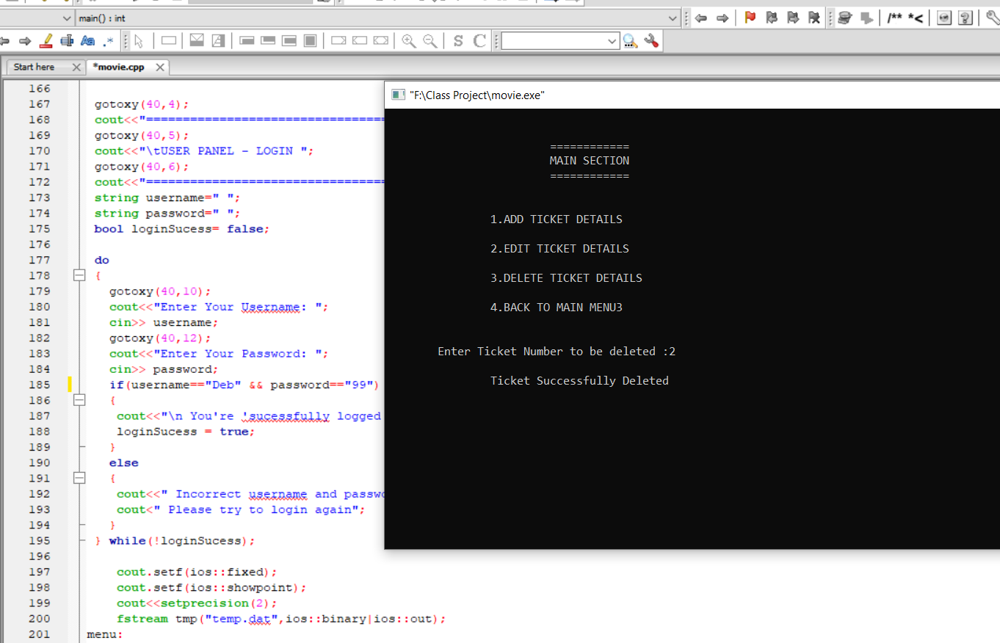 main() : int
/** *<
S C
Start here
*movie.cpp
166
167 gotoxy(40,4);
168 cout<<"=================================
169 gotoxy(40,5);
170 cout<<"\tUSER PANEL - LOGIN ";
171 gotoxy(40,6);
172 cout<<"=================================
173 string username=" ";
174 string password=" ";
175 bool loginSucess= false;
176
177 do
178 {
179 gotoxy(40,10);
180 cout<<"Enter Your Username: ";
181 cin>> username;
182 gotoxy(40,12);
183 cout<<"Enter Your Password: ";
184 cin>> password;
185 if(username=="Deb" && password=="99")
186 {
187 cout<<"\n You're 'sucessfully logged
188 loginSucess = true;
189 }
190 else
191 {
192 cout<<" Incorrect username and passwo
193 cout<" Please try to login again";
194 }
195 } while(!loginSucess);
196
197 cout.setf(ios::fixed);
198 cout.setf(ios::showpoint);
199 cout<<setprecision(2);
200 fstream tmp("temp.dat",ios::binary|ios::out);
201 menu:
"F:\Class Project\movie.exe"
============
MAIN SECTION
============
1.ADD TICKET DETAILS
2.EDIT TICKET DETAILS
3.DELETE TICKET DETAILS
4.BACK TO MAIN MENU3
Enter Ticket Number to be deleted :2
Ticket Successfully Deleted